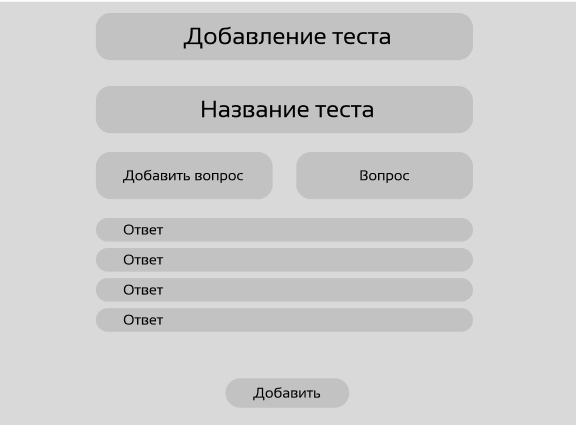 Добавление теста
Название теста
Добавить вопрос
Вопрос
Ответ
Ответ
Ответ
Ответ
Добавить